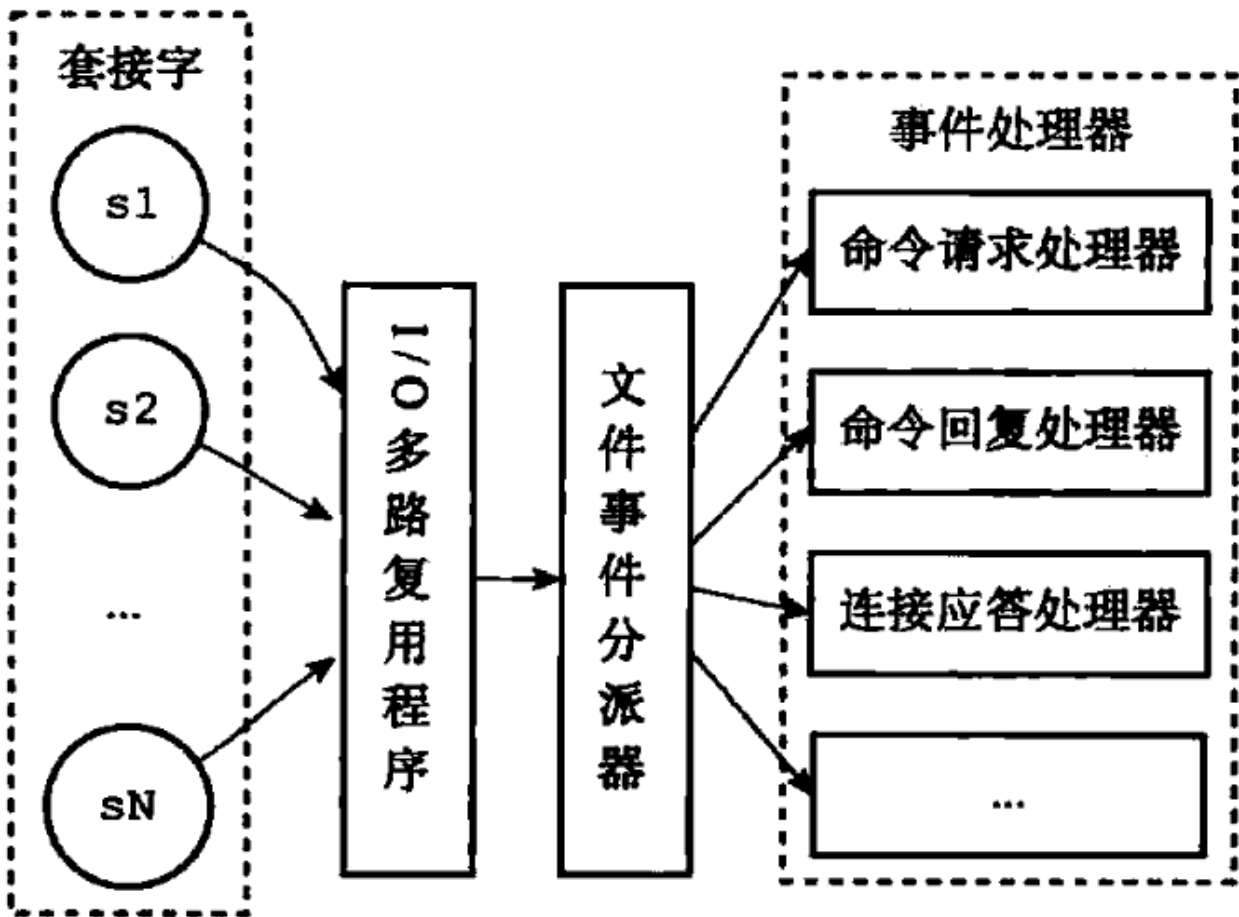 套接字
s1
s2
...
sN
I/O多路复用程序
文件事件分派器
事件处理器
命令请求处理器
命令回复处理器
连接应答处理器
...